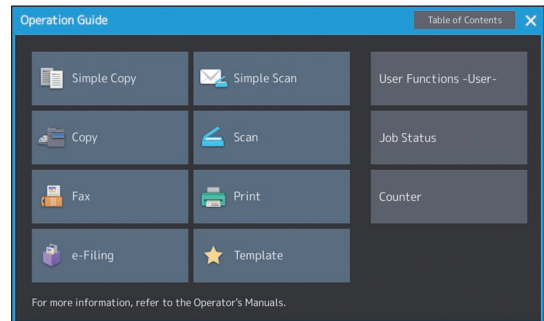 Operation Guide
Table of Contents
Simple Copy
Simple Scan
User Functions -User-
Copy
Scan
Job Status
Fax
Print
Counter
e-Filing
Template
For more information, refer to the Operator's Manuals.